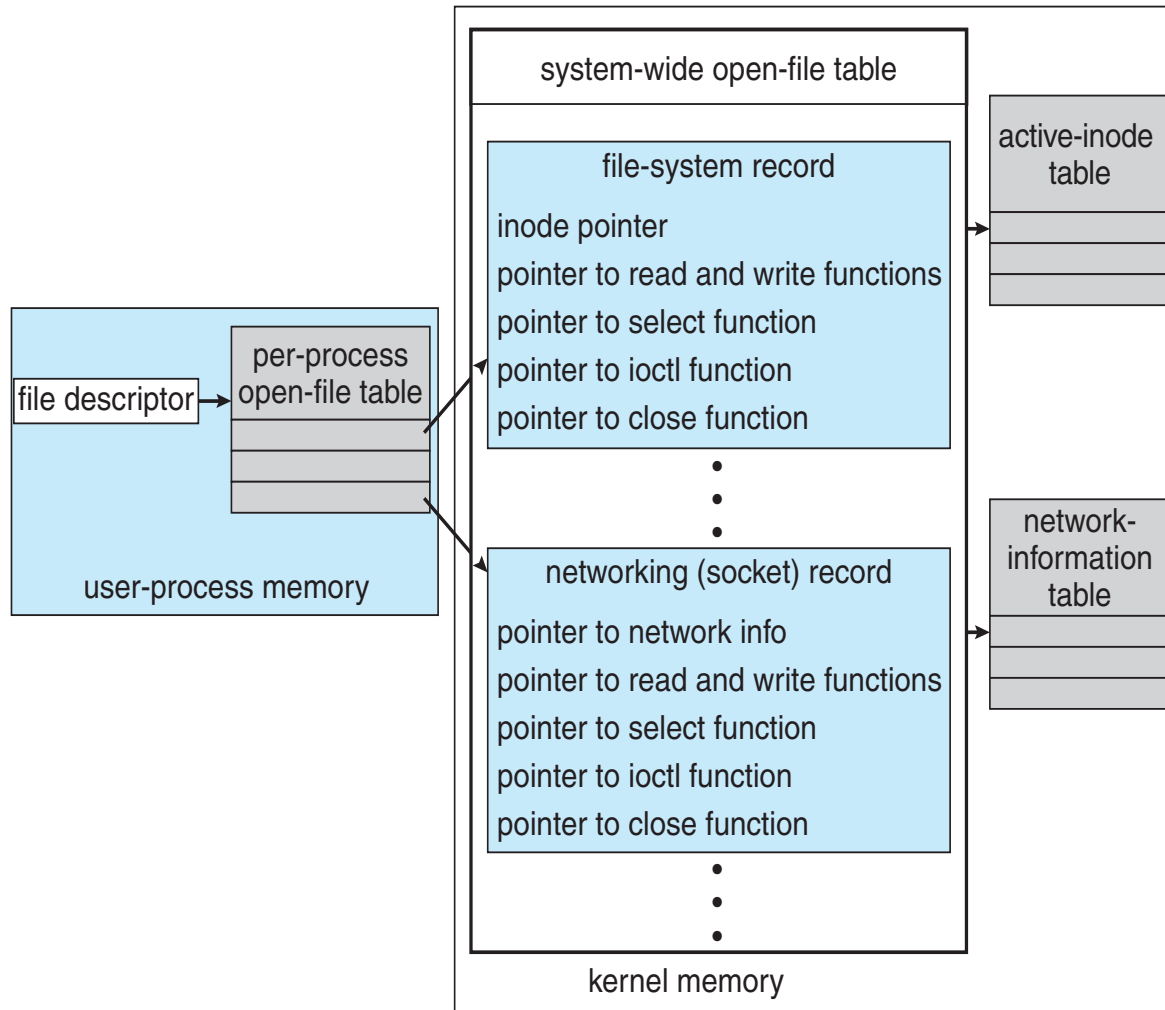 file descriptor
per-process
open-file table
user-process memory
system-wide open-file table
file-system record
inode pointer
pointer to read and write functions
pointer to select function
pointer to ioctl function
pointer to close function
networking (socket) record
pointer to network info
pointer to read and write functions
pointer to select function
pointer to ioctl function
pointer to close function
kernel memory
active-inode
table
network-
information
table